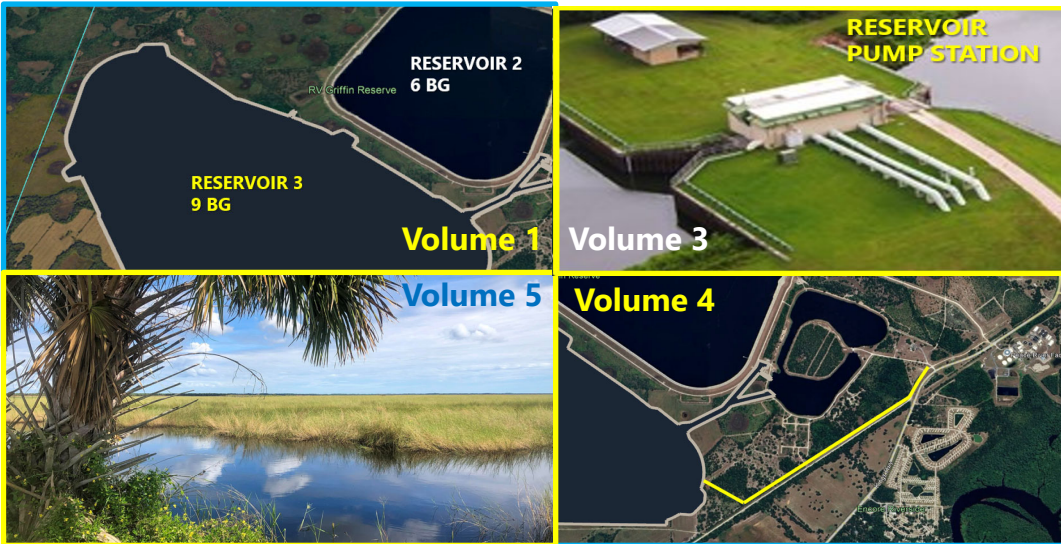 RESERVOIR 2
6 BG
RV Griffin Reserve
RESERVOIR 3
9 BG
Volume 1
RESERVOIR
PUMP STATION
Volume 3
Volume 5
Volume 4